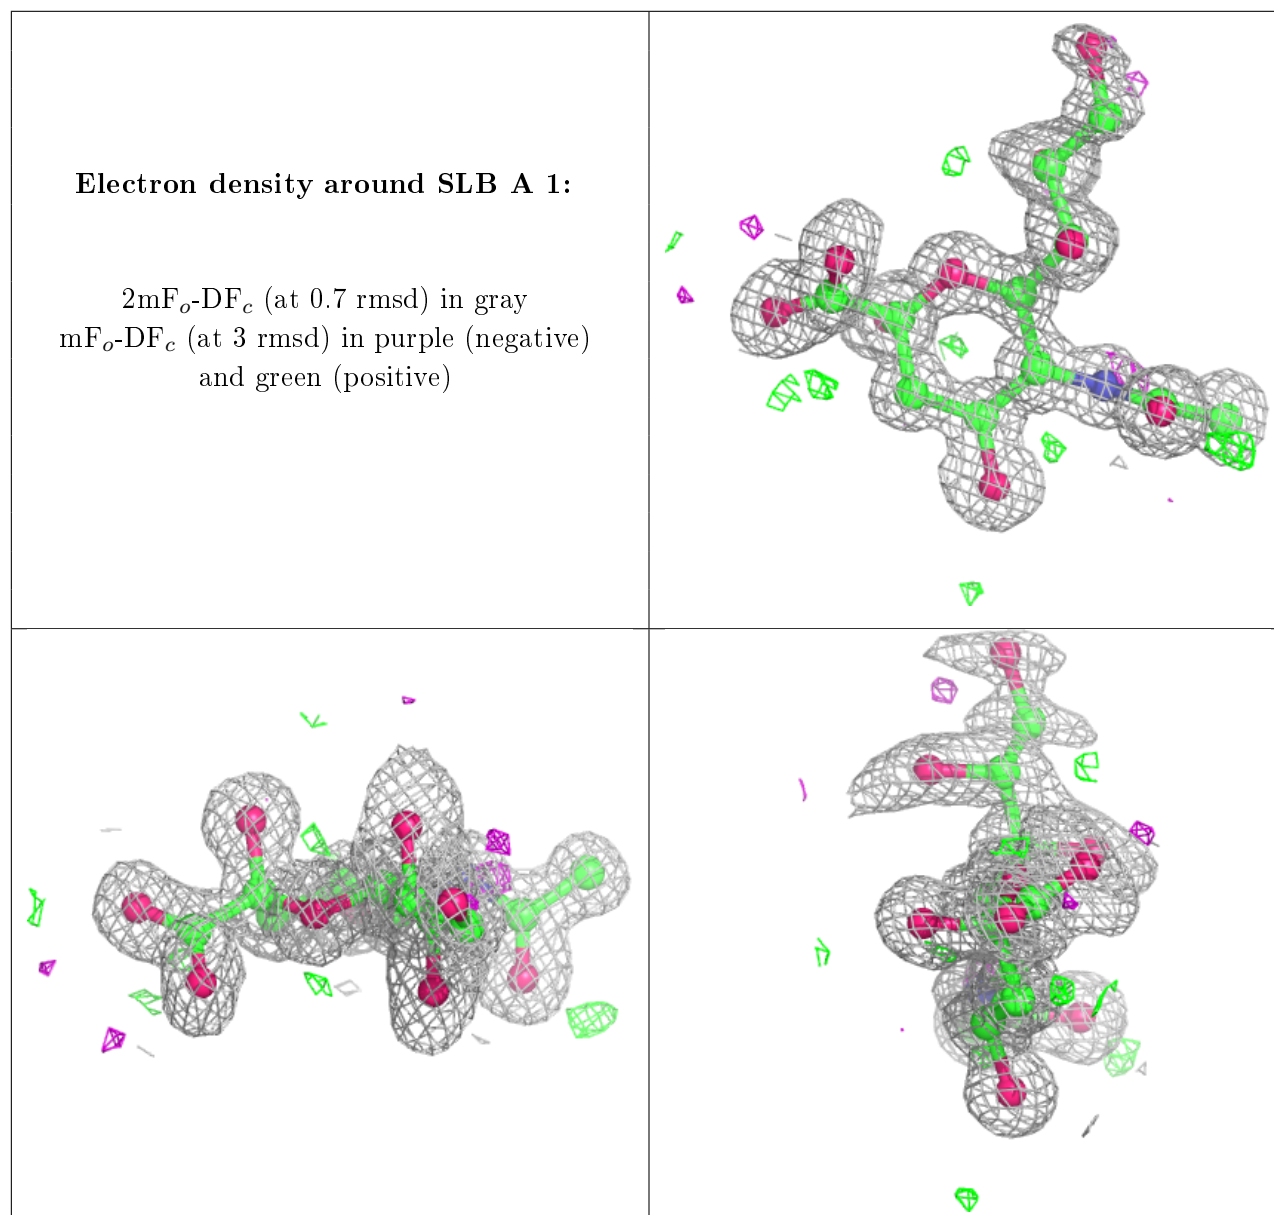 Electron density around SLB A 1:
2mFo-DFc (at 0.7 rmsd) in gray
mFo-DFc (at 3 rmsd) in purple (negative)
and green (positive)